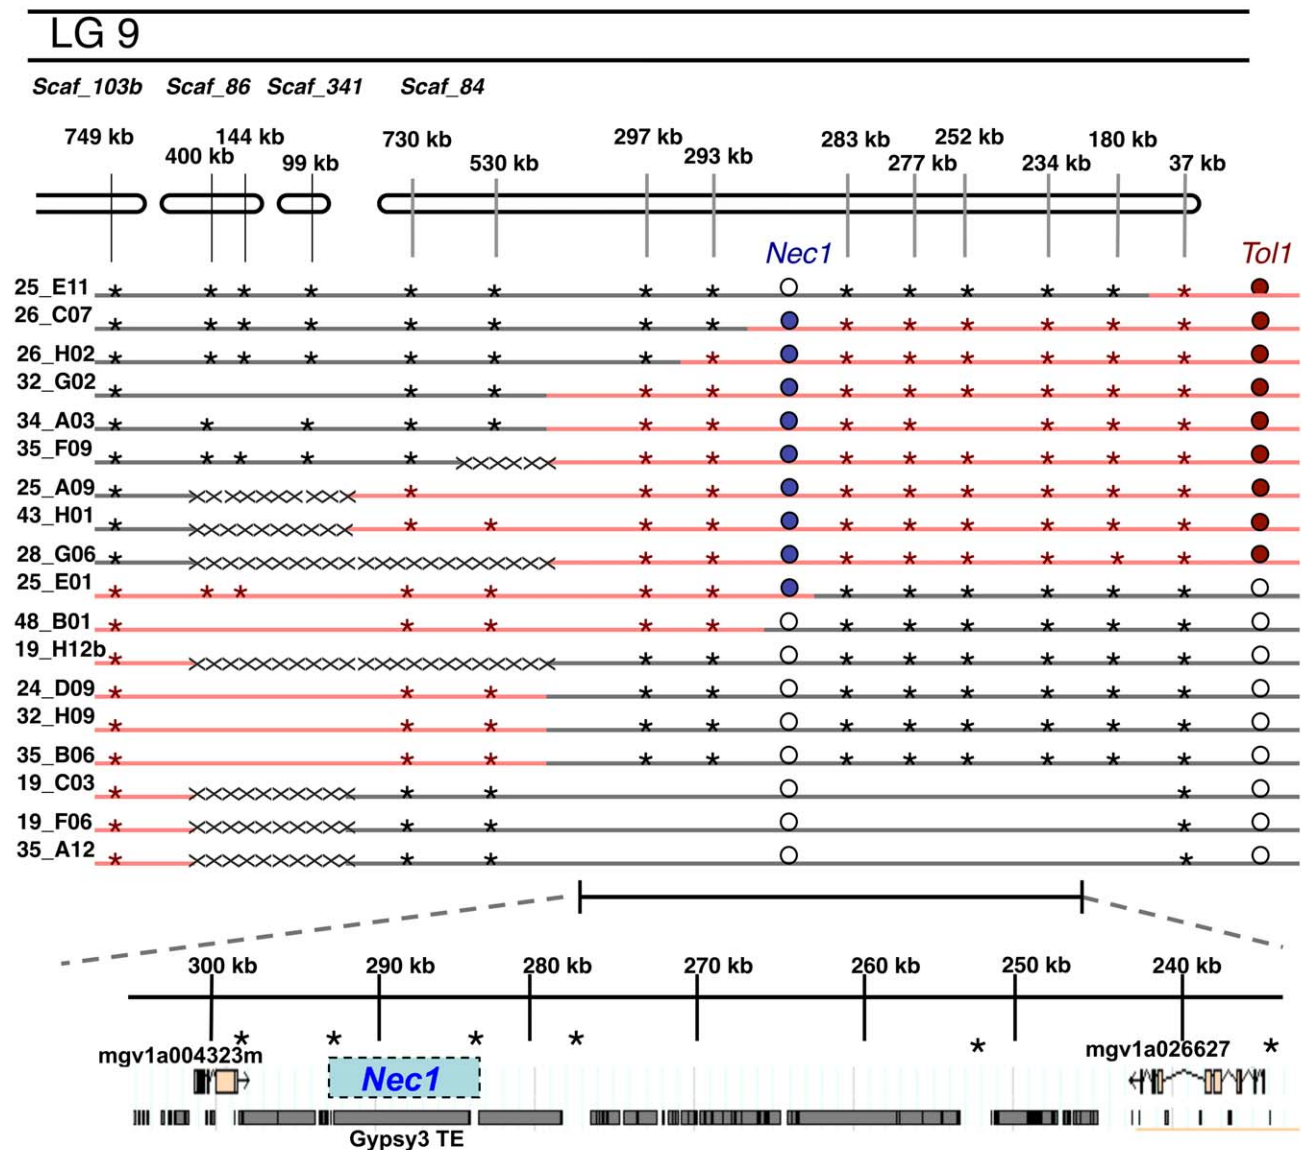 LG 9
Scaf_103b Scaf_86 Scaf_341 Scaf_84
749 kb 144 kb 730 kb 297 kb 283 kb 252 kb 180 kb
400 kb 99 kb 530 kb 293 kb 277 kb 234 kb 37 kb
Nec1 Tol1
25_E11
26_C07
26_H02
32_G02
34_A03
35_F09
25_A09
43_H01
28_G06
25_E01
48_B01
19_H12b
24_D09
32_H09
35_B06
19_C03
19_F06
35_A12
300 kb 290 kb 280 kb 270 kb 260 kb 250 kb 240 kb
mgv1a004323m mgv1a026627
Nec1
Gypsy3 TE